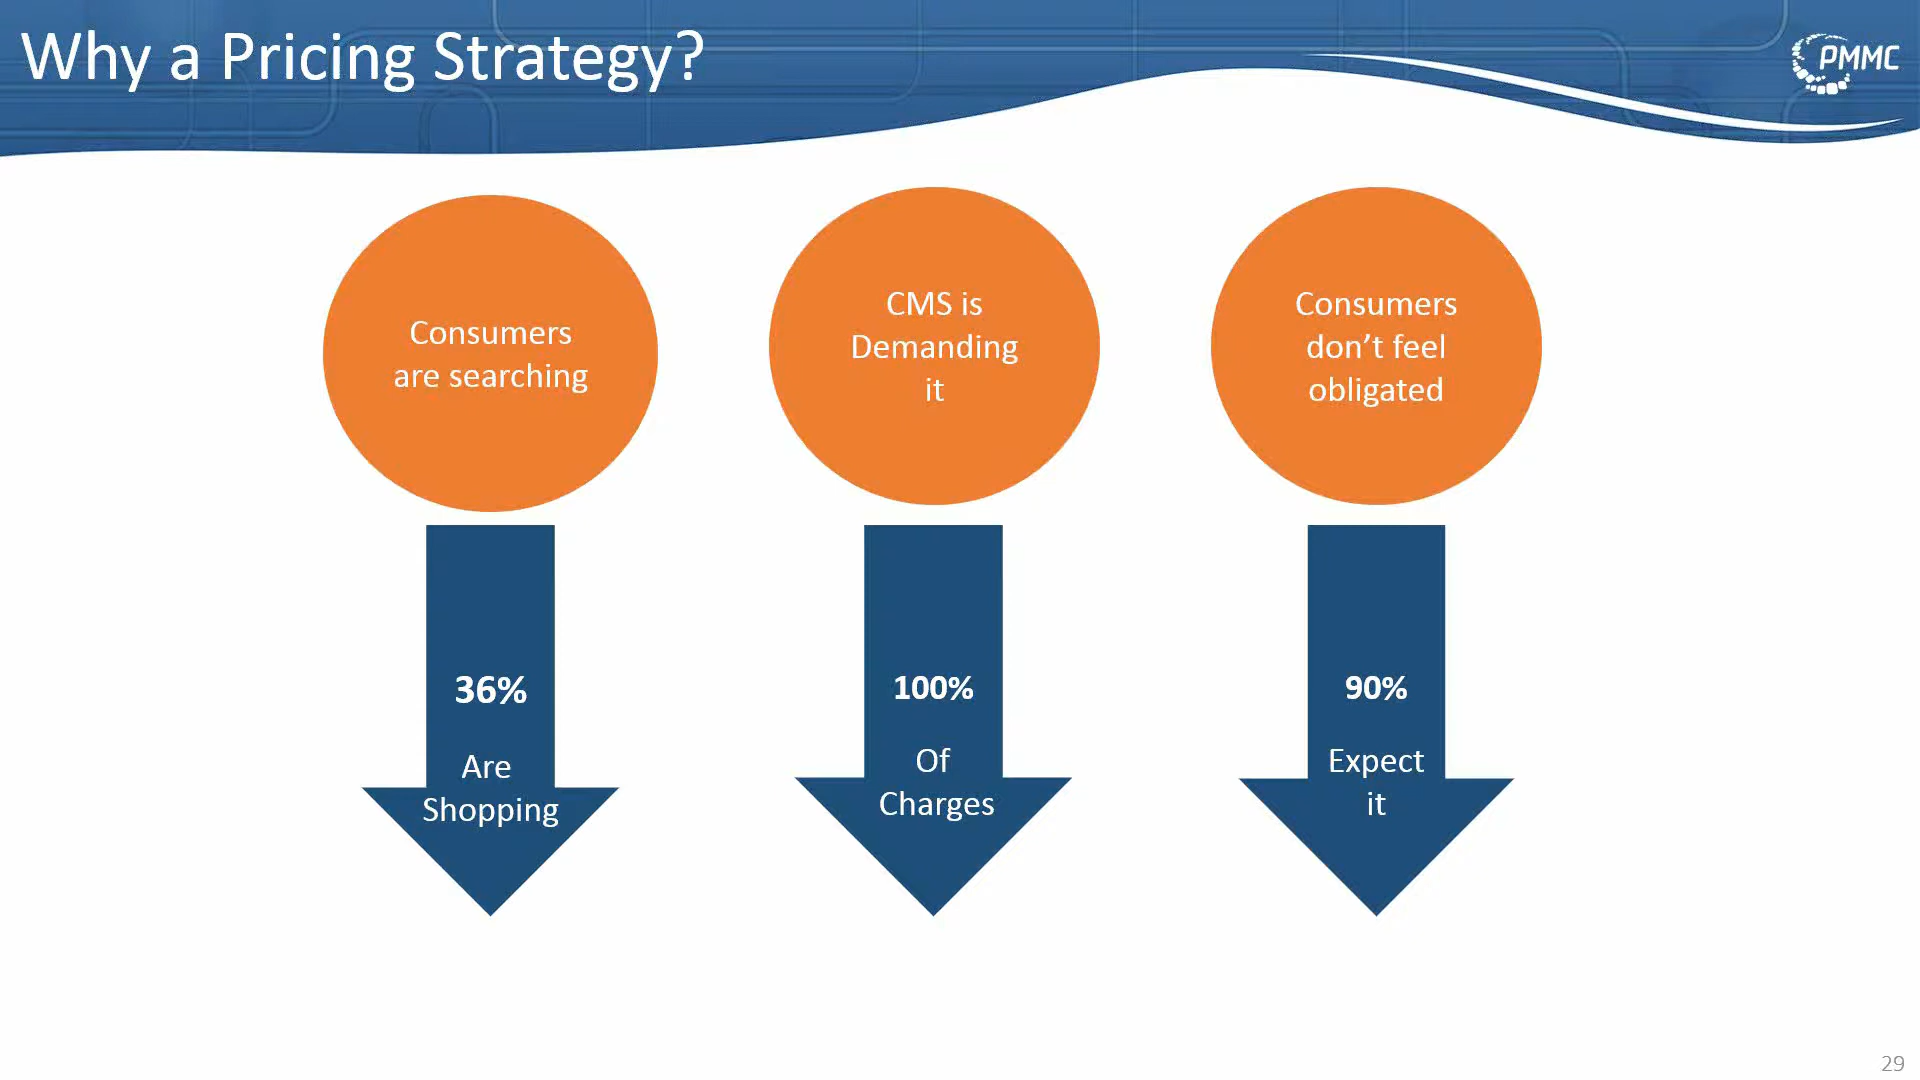 Why a Pricing Strategy?
PMMC
Consumers
are searching
CMS is
Demanding
it
Consumers
don’t feel
obligated
36%
Are
Shopping
100%
Of
Charges
90%
Expect
it
29